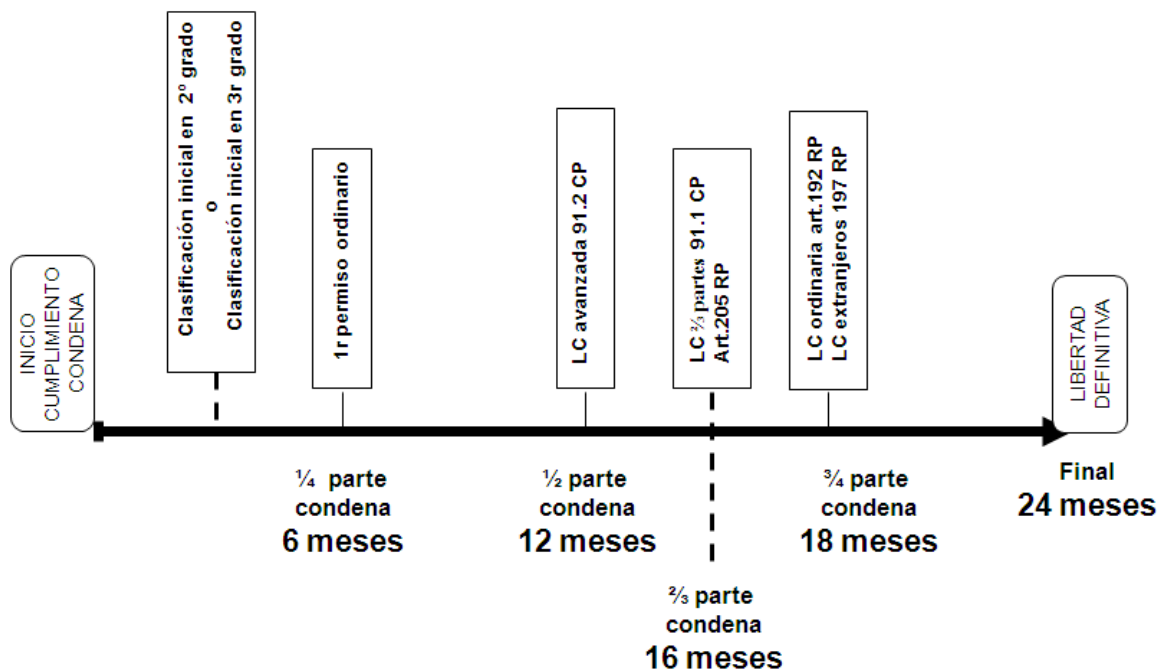 INICIO
CUMPLIMIENTO
CONDENA
Clasificación inicial en 2º grado
o
Clasificación inicial en 3r grado
1r permiso ordinario
LC avanzada 91.2 CP
LC ⅔ partes 91.1 CP
Art.205 RP
LC ordinaria art.192 RP
LC extranjeros 197 RP
LIBERTAD
DEFINITIVA
¼ parte
condena
6 meses
½ parte
condena
12 meses
⅔ parte
condena
16 meses
¾ parte
condena
18 meses
Final
24 meses